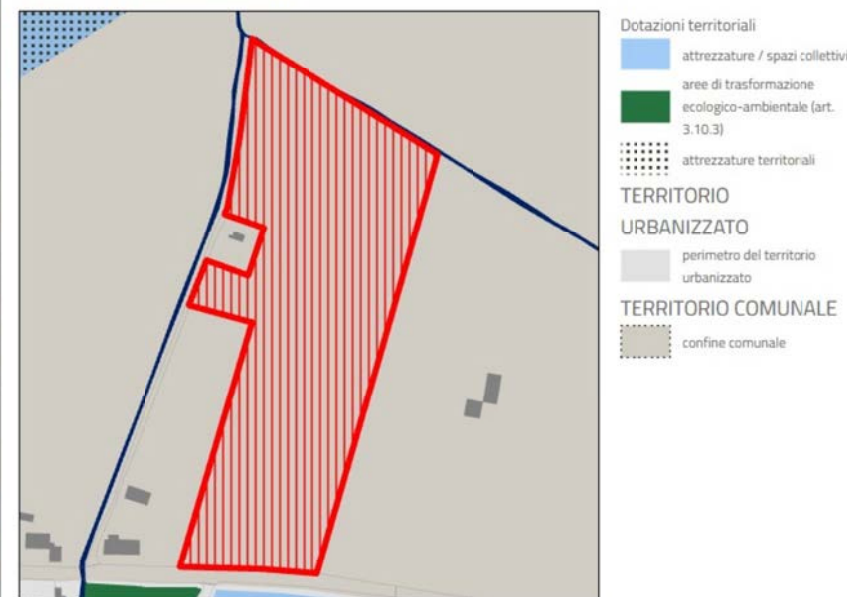 Dotazioni territoriali
attrezzature / spazi collettivi
aree di trasformazione
ecologico-ambientale (art.
3.10.3)
attrezzature territoriali
TERRITORIO
URBANIZZATO
perimetro del territorio
urbanizzato
TERRITORIO COMUNALE
confine comunale